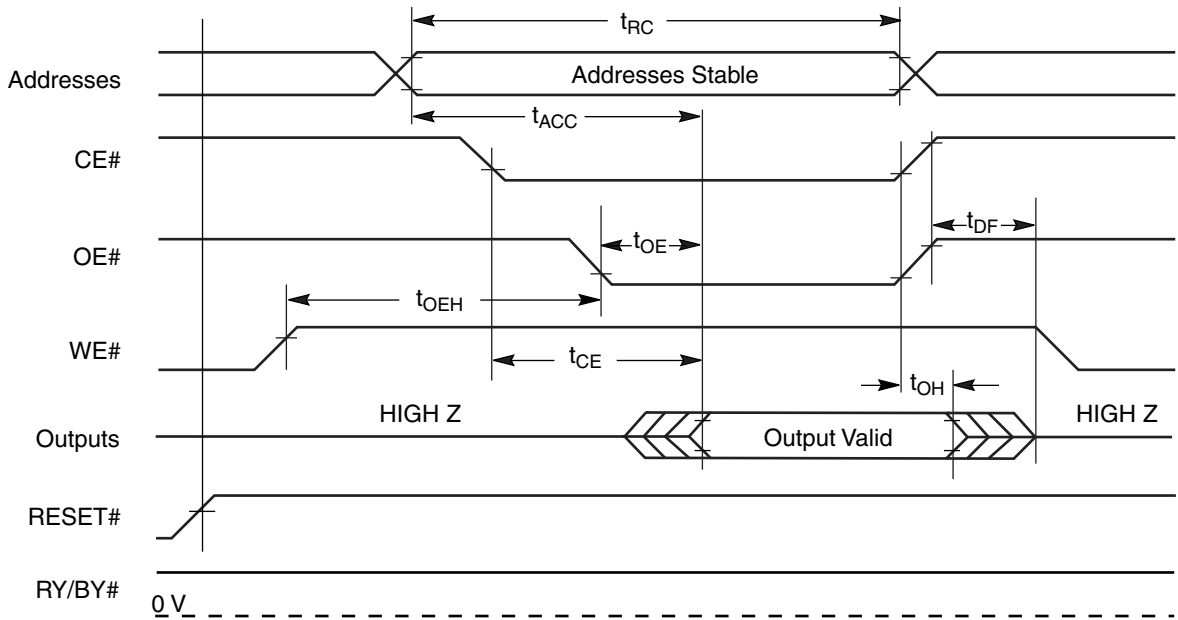 tRC
Addresses
Addresses Stable
tACC
CE#
OE#
tOE
tDF
tOEH
WE#
tCE
tOH
Outputs
HIGH Z
Output Valid
HIGH Z
RESET#
RY/BY#
0 V